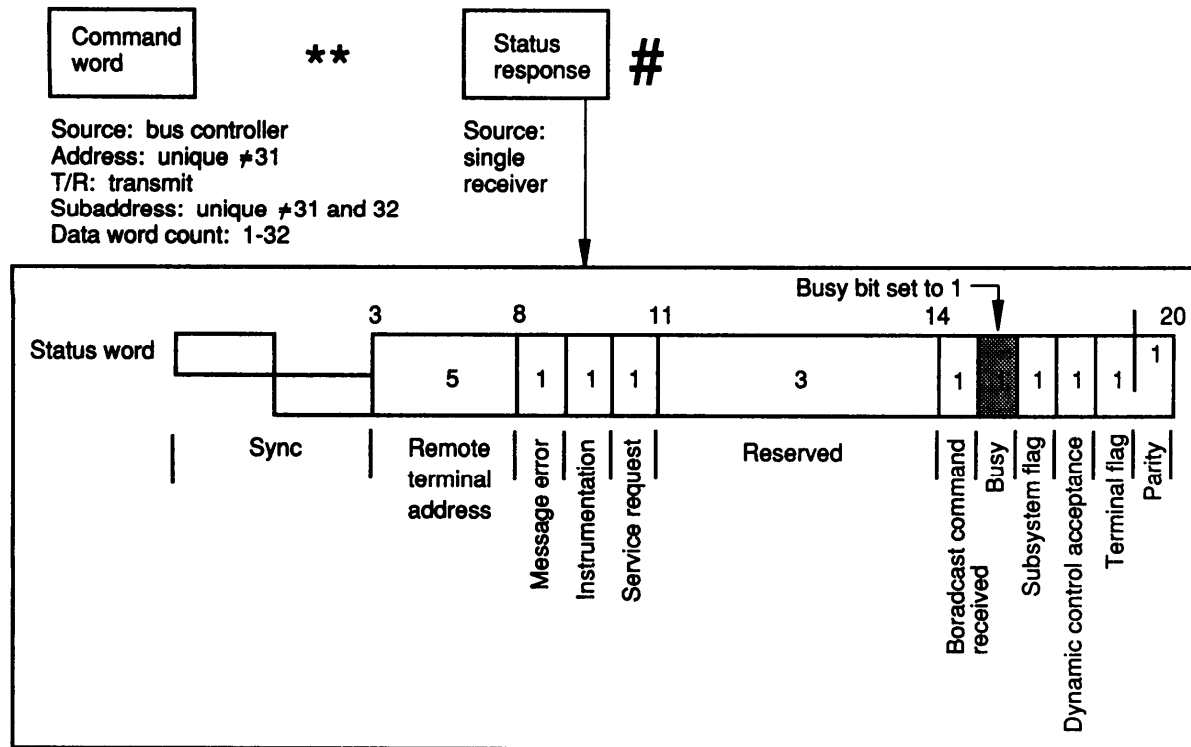 Command
word
**
Status
response
#
Source: bus controller
Address: unique ≠31
T/R: transmit
Subaddress: unique ≠31 and 32
Data word count: 1-32
Source:
single
receiver
Busy bit set to 1
3
8
11
14
20
Status word
5
1
1
1
3
1
1
1
1
1
1
Sync
Remote
terminal
address
Message error
Instrumentation
Service request
Reserved
Boradcast command
received
Busy
Subsystem flag
Dynamic control acceptance
Terminal flag
Parity